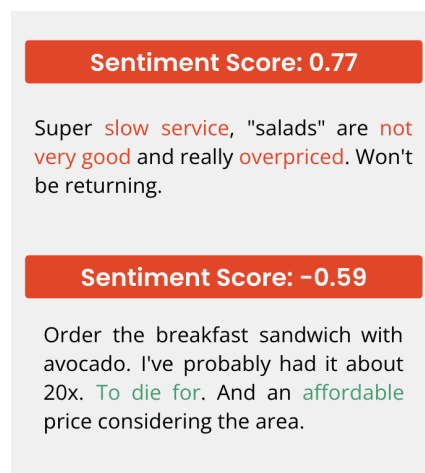 Sentiment Score: 0.77
Super slow service, "salads" are not
very good and really overpriced. Won't
be returning.
Sentiment Score: -0.59
Order the breakfast sandwich with
avocado. I've probably had it about
20x. To die for. And an affordable
price considering the area.